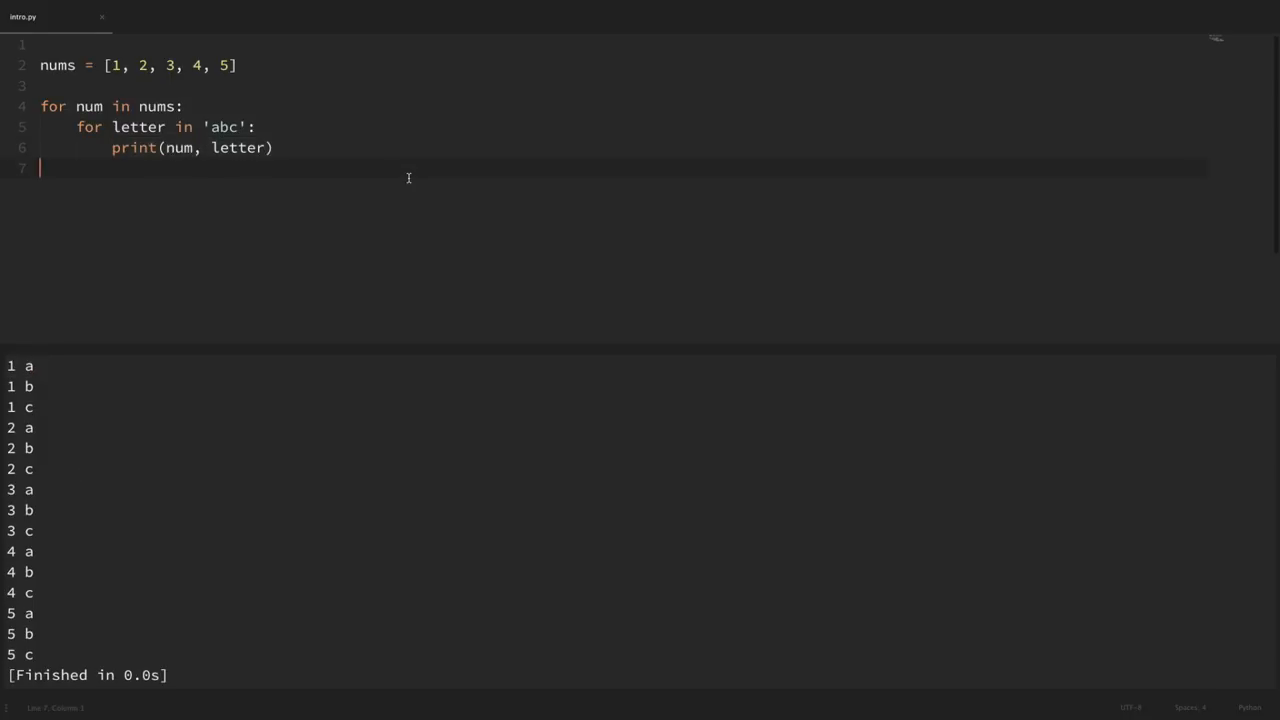 intro.py ×
1
2 nums = [1, 2, 3, 4, 5]
3
4 for num in nums:
5     for letter in 'abc':
6         print(num, letter)
7
1 a
1 b
1 c
2 a
2 b
2 c
3 a
3 b
3 c
4 a
4 b
4 c
5 a
5 b
5 c
[Finished in 0.0s]
Line 7, Column 1 UTF-8 Spaces: 4 Python